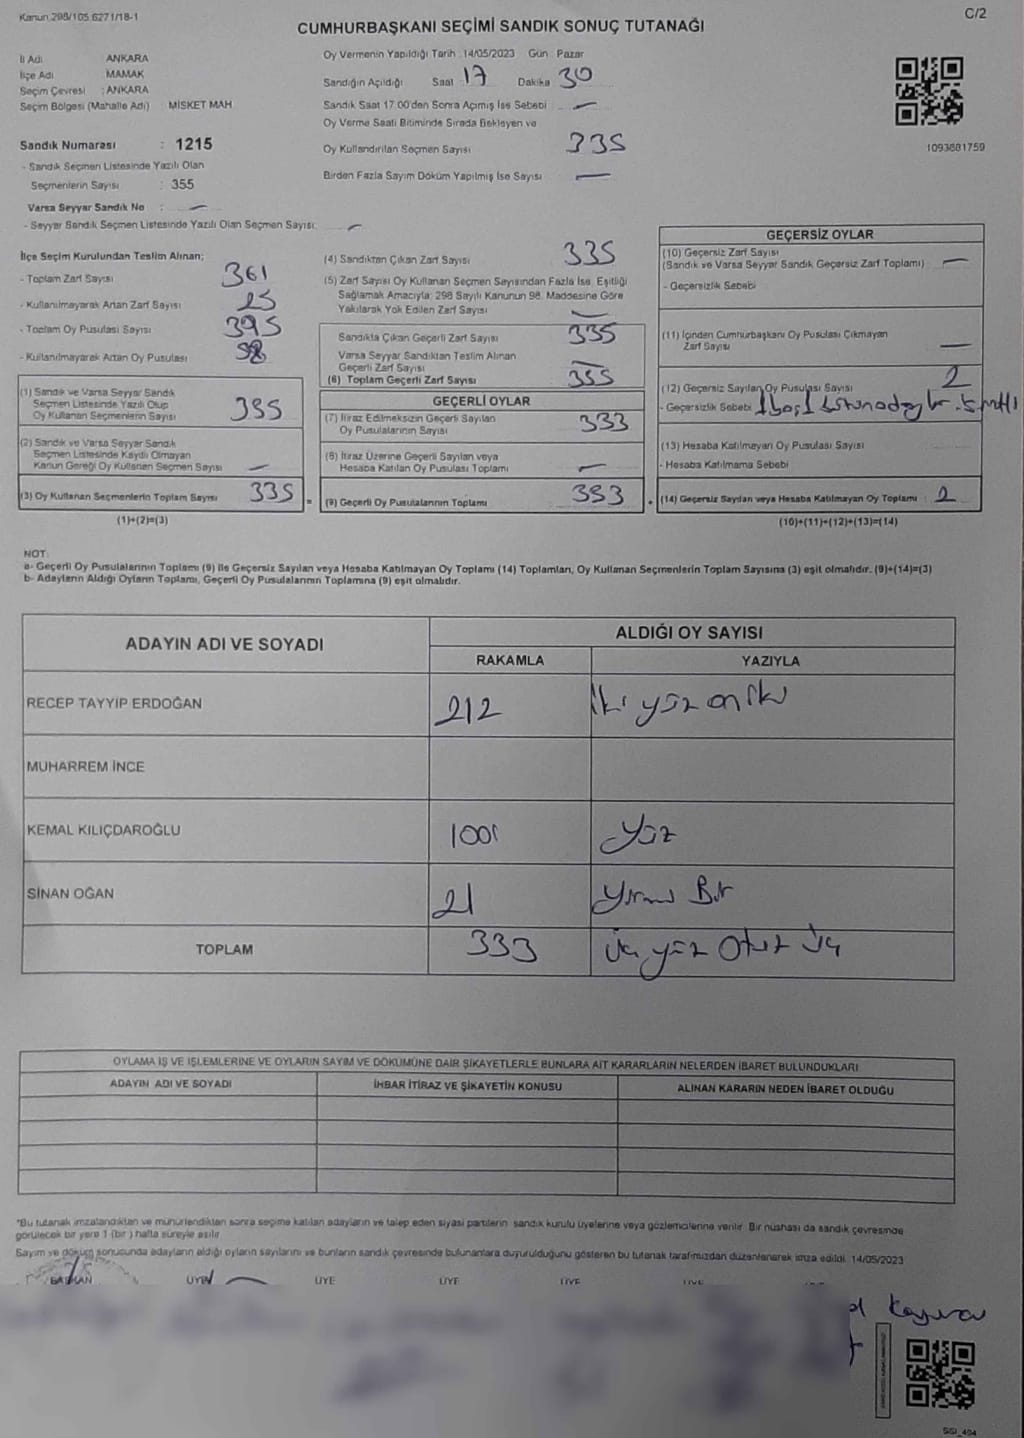 Kanun 298/105 6271/18-1
C/2
CUMHURBAŞKANI SEÇİMİ SANDIK SONUÇ TUTANAĞI
İl Adı ANKARA
İlçe Adı MAMAK
Seçim Çevresi : ANKARA
Seçim Bölgesi (Mahalle Adı) MİSKET MAH
Sandık Numarası : 1215
- Sandık Seçmen Listesinde Yazılı Olan
Seçmenlerin Sayısı : 355
Varsa Seyyar Sandık No : —
- Seyyar Sandık Seçmen Listesinde Yazılı Olan Seçmen Sayısı: —
Oy Vermenin Yapıldığı Tarih : 14/05/2023 Gün : Pazar
Sandığın Açıldığı Saat 17 Dakika 30
Sandık Saat 17.00'den Sonra Açımış İse Sebebi —
Oy Verme Saati Bitiminde Sırada Bekleyen ve
Oy Kullandırılan Seçmen Sayısı 335
Birden Fazla Sayım Döküm Yapılmış İse Sayısı —
1093681759
İlçe Seçim Kurulundan Teslim Alınan;
- Toplam Zarf Sayısı 361
- Kullanılmayarak Artan Zarf Sayısı 25
- Toplam Oy Pusulası Sayısı 395
- Kullanılmayarak Artan Oy Pusulası
(1) Sandık ve Varsa Seyyar Sandık
Seçmen Listesinde Yazılı Olup
Oy Kullanan Seçmenlerin Sayısı 335
(2) Sandık ve Varsa Seyyar Sandık
Seçmen Listesinde Kaydı Olmayan
Kanun Gereği Oy Kullanan Seçmen Sayısı —
(3) Oy Kullanan Seçmenlerin Toplam Sayısı 335 =
(1)+(2)=(3)
(4) Sandıktan Çıkan Zarf Sayısı 335
(5) Zarf Sayısı Oy Kullanan Seçmen Sayısından Fazla İse, Eşitliği
Sağlamak Amacıyla; 298 Sayılı Kanunun 98. Maddesine Göre
Yakılarak Yok Edilen Zarf Sayısı —
Sandıkta Çıkan Geçerli Zarf Sayısı 335
Varsa Seyyar Sandıktan Teslim Alınan
Geçerli Zarf Sayısı —
(6) Toplam Geçerli Zarf Sayısı 335
GEÇERLİ OYLAR
(7) İtiraz Edilmeksizin Geçerli Sayılan
Oy Pusulalarının Sayısı 333
(8) İtiraz Üzerine Geçerli Sayılan veya
Hesaba Katılan Oy Pusulası Toplamı —
(9) Geçerli Oy Pusulalarının Toplamı 333 +
GEÇERSİZ OYLAR
(10) Geçersiz Zarf Sayısı
(Sandık ve Varsa Seyyar Sandık Geçersiz Zarf Toplamı) —
- Geçersizlik Sebebi
(11) İçinden Cumhurbaşkanı Oy Pusulası Çıkmayan
Zarf Sayısı —
(12) Geçersiz Sayılan Oy Pusulası Sayısı 2
- Geçersizlik Sebebi 1 boş 1
(13) Hesaba Katılmayan Oy Pusulası Sayısı
- Hesaba Katılmama Sebebi
(14) Geçersiz Sayılan veya Hesaba Katılmayan Oy Toplamı : 2
(10)+(11)+(12)+(13)=(14)
NOT:
a- Geçerli Oy Pusulalarının Toplamı (9) ile Geçersiz Sayılan veya Hesaba Katılmayan Oy Toplamı (14) Toplamları, Oy Kullanan Seçmenlerin Toplam Sayısına (3) eşit olmalıdır. (9)+(14)=(3)
b- Adayların Aldığı Oyların Toplamı, Geçerli Oy Pusulalarının Toplamına (9) eşit olmalıdır.
ADAYIN ADI VE SOYADI
ALDIĞI OY SAYISI
RAKAMLA YAZIYLA
RECEP TAYYİP ERDOĞAN 212 İki yüz on iki
MUHARREM İNCE
KEMAL KILIÇDAROĞLU 100 Yüz
SİNAN OĞAN 21 Yirmi Bir
TOPLAM 333 Üç yüz Otuz Üç
OYLAMA İŞ VE İŞLEMLERİNE VE OYLARIN SAYIM VE DÖKÜMÜNE DAİR ŞİKAYETLERLE BUNLARA AİT KARARLARIN NELERDEN İBARET BULUNDUKLARI
ADAYIN ADI VE SOYADI İHBAR İTİRAZ VE ŞİKAYETİN KONUSU ALINAN KARARIN NEDEN İBARET OLDUĞU
*Bu tutanak imzalandıktan ve mühürlendikten sonra seçime katılan adayların ve talep eden siyasi partilerin sandık kurulu üyelerine veya gözlemcilerine verilir. Bir nüshası da sandık çevresinde
görülecek bir yere 1 (bir) hafta süreyle asılır.
Sayım ve döküm sonucunda adayların aldığı oyların sayılarını ve bunların sandık çevresinde bulunanlara duyurulduğunu gösteren bu tutanak tarafımızdan düzenlenerek imza edildi. 14/05/2023
BAŞKAN ÜYE ÜYE ÜYE ÜYE ÜYE